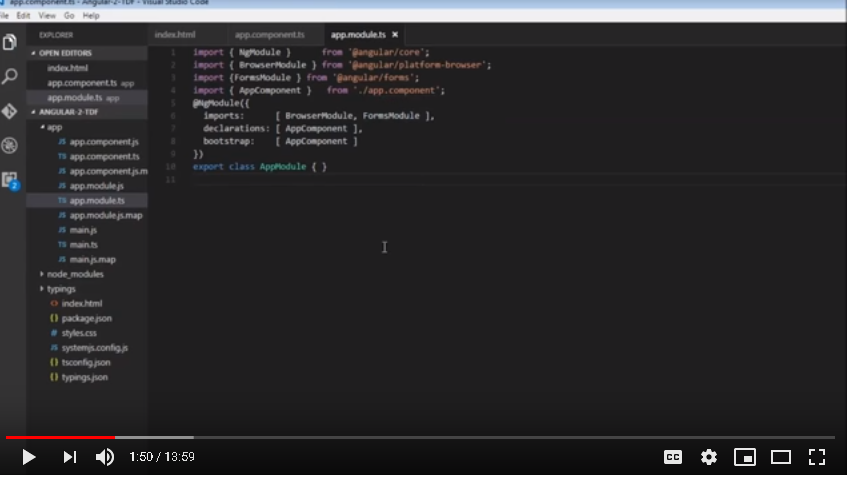 app.component.ts - Angular-2-TDF - Visual Studio Code
File Edit View Go Help
EXPLORER
OPEN EDITORS
index.html
app.component.ts app
app.module.ts app
ANGULAR-2-TDF
app
JS app.component.js
TS app.component.ts
JS app.component.js.m
JS app.module.js
TS app.module.ts
JS app.module.js.map
JS main.js
TS main.ts
JS main.js.map
node_modules
typings
<> index.html
{} package.json
# styles.css
JS systemjs.config.js
{} tsconfig.json
{} typings.json
2
index.html app.component.ts app.module.ts ×
1 import { NgModule } from '@angular/core';
2 import { BrowserModule } from '@angular/platform-browser';
3 import {FormsModule } from '@angular/forms';
4 import { AppComponent } from './app.component';
5 @NgModule({
6 imports: [ BrowserModule, FormsModule ],
7 declarations: [ AppComponent ],
8 bootstrap: [ AppComponent ]
9 })
10 export class AppModule { }
11
1:50 / 13:59
CC